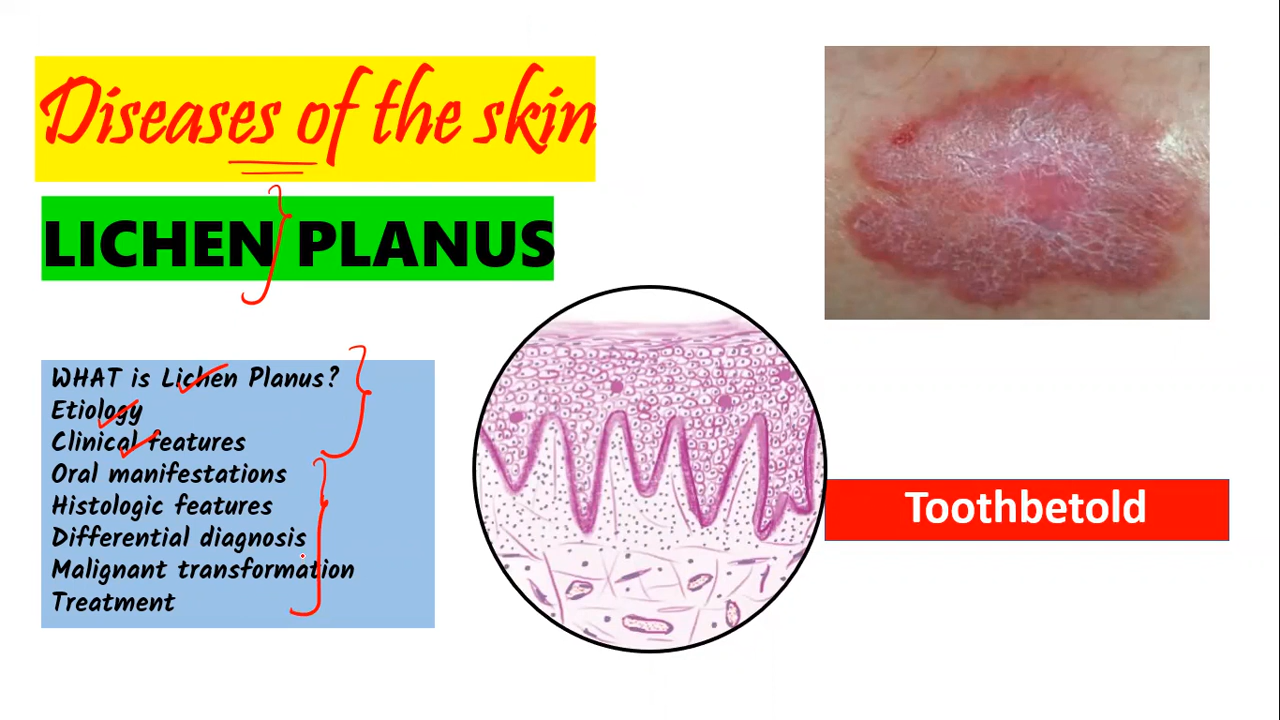 Diseases of the skin
LICHEN PLANUS
WHAT is Lichen Planus?
Etiology
Clinical features
Oral manifestations
Histologic features
Differential diagnosis
Malignant transformation
Treatment
Toothbetold